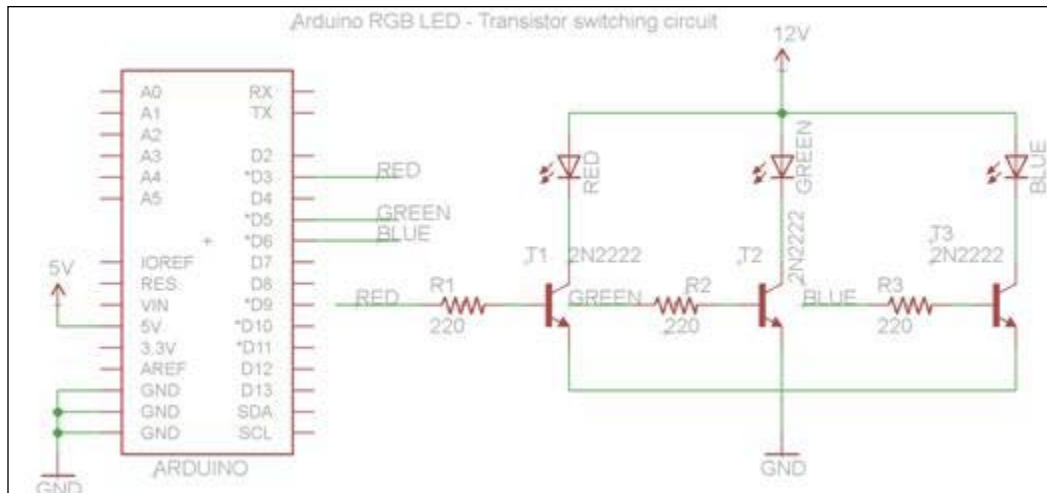 Arduino RGB LED - Transistor switching circuit
12V
A0 RX
A1 TX
A2
A3 D2
A4 *D3 RED
A5 D4
*D5 GREEN
*D6 BLUE
IOREF D7
RES D8
VIN *D9
5V *D10
3.3V *D11
AREF D12
GND D13
GND SDA
GND SCL
ARDUINO
5V
GND
RED
GREEN
BLUE
T1 2N2222
T2 2N2222
T3
2N2222
RED R1
220
GREEN R2
220
BLUE R3
220
GND